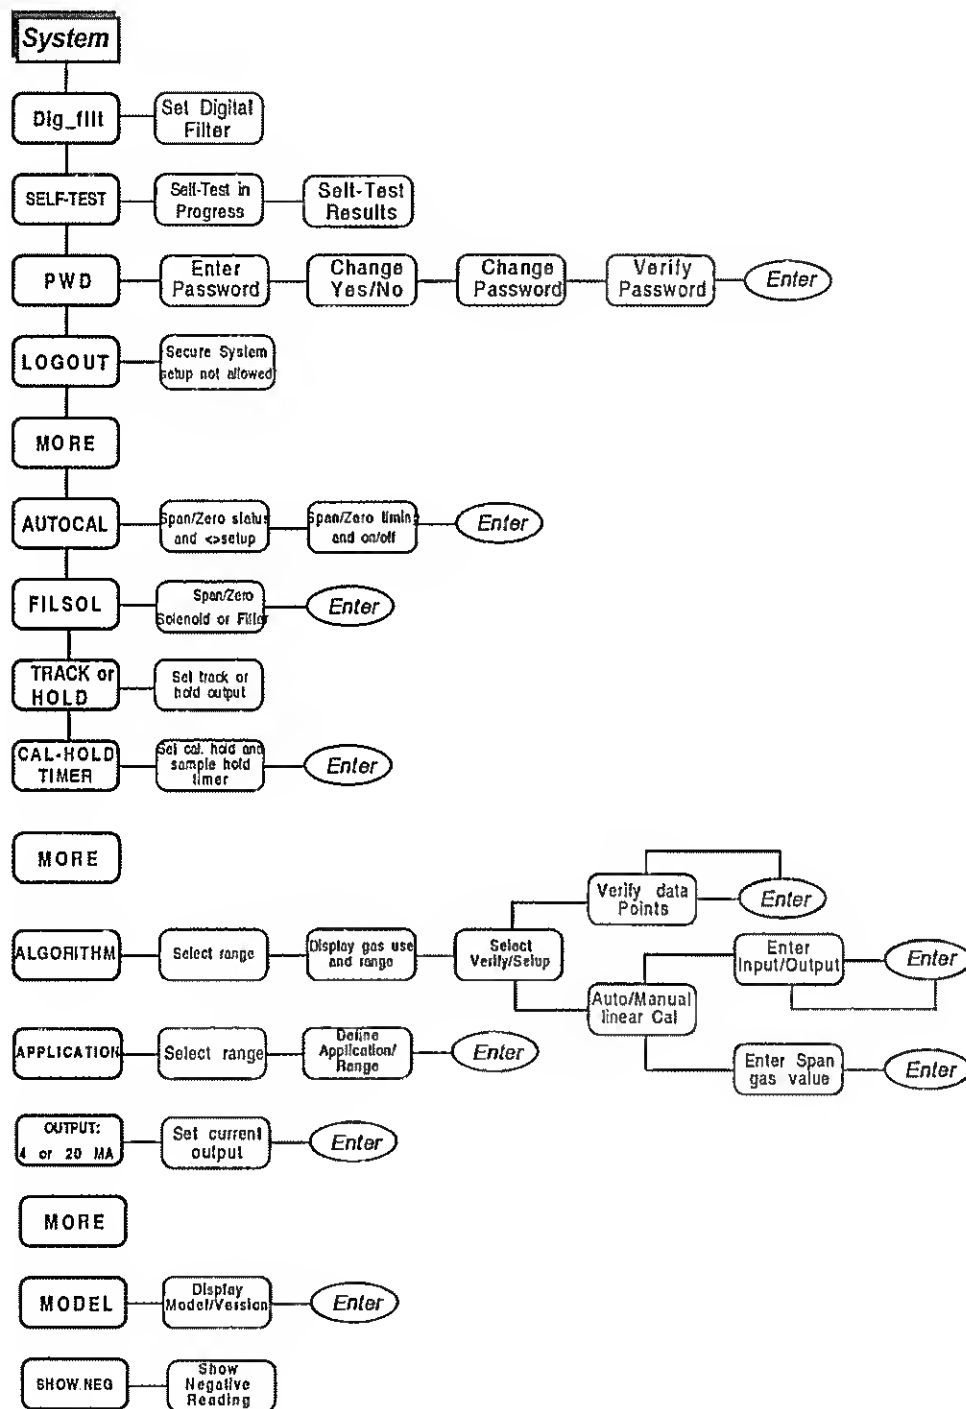 System
Dig_filt
Set Digital
Filter
SELF-TEST
Self-Test in
Progress
Self-Test
Results
PWD
Enter
Password
Change
Yes/No
Change
Password
Verify
Password
Enter
LOGOUT
Secure System
setup not allowed
MORE
AUTOCAL
Span/Zero status
and <>setup
Span/Zero timing
and on/off
Enter
FILSOL
Span/Zero
Solenoid or Filter
Enter
TRACK or
HOLD
Set track or
hold output
CAL-HOLD
TIMER
Set cal. hold and
sample hold
timer
Enter
MORE
Verify data
Points
Enter
ALGORITHM
Select range
Display gas use
and range
Select
Verify/Setup
Enter
Input/Output
Enter
Auto/Manual
linear Cal
APPLICATION
Select range
Define
Application/
Range
Enter
Enter Span
gas value
Enter
OUTPUT:
4 or 20 MA
Set current
output
Enter
MORE
MODEL
Display
Model/Version
Enter
SHOW.NEG
Show
Negative
Reading